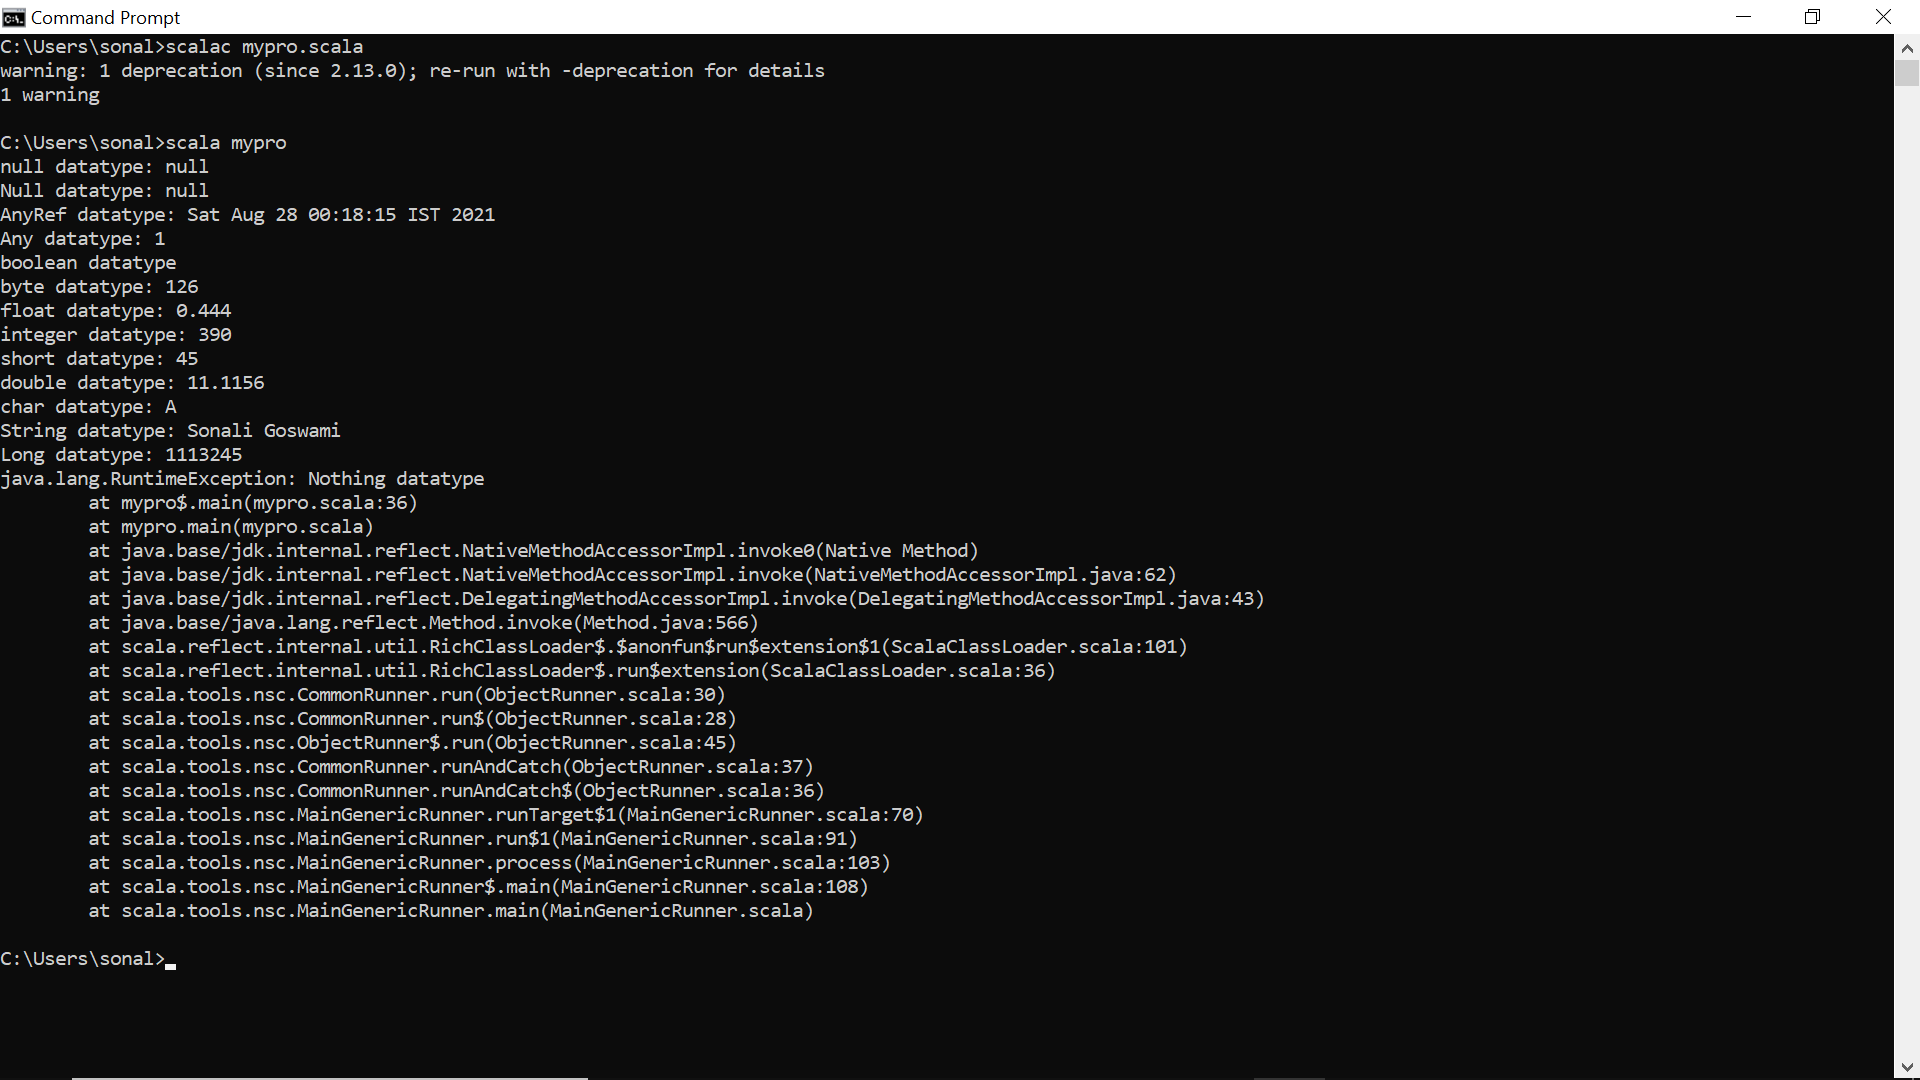 Command Prompt
C:\Users\sonal>scalac mypro.scala
warning: 1 deprecation (since 2.13.0); re-run with -deprecation for details
1 warning
C:\Users\sonal>scala mypro
null datatype: null
Null datatype: null
AnyRef datatype: Sat Aug 28 00:18:15 IST 2021
Any datatype: 1
boolean datatype
byte datatype: 126
float datatype: 0.444
integer datatype: 390
short datatype: 45
double datatype: 11.1156
char datatype: A
String datatype: Sonali Goswami
Long datatype: 1113245
java.lang.RuntimeException: Nothing datatype
at mypro$.main(mypro.scala:36)
at mypro.main(mypro.scala)
at java.base/jdk.internal.reflect.NativeMethodAccessorImpl.invoke0(Native Method)
at java.base/jdk.internal.reflect.NativeMethodAccessorImpl.invoke(NativeMethodAccessorImpl.java:62)
at java.base/jdk.internal.reflect.DelegatingMethodAccessorImpl.invoke(DelegatingMethodAccessorImpl.java:43)
at java.base/java.lang.reflect.Method.invoke(Method.java:566)
at scala.reflect.internal.util.RichClassLoader$.$anonfun$run$extension$1(ScalaClassLoader.scala:101)
at scala.reflect.internal.util.RichClassLoader$.run$extension(ScalaClassLoader.scala:36)
at scala.tools.nsc.CommonRunner.run(ObjectRunner.scala:30)
at scala.tools.nsc.CommonRunner.run$(ObjectRunner.scala:28)
at scala.tools.nsc.ObjectRunner$.run(ObjectRunner.scala:45)
at scala.tools.nsc.CommonRunner.runAndCatch(ObjectRunner.scala:37)
at scala.tools.nsc.CommonRunner.runAndCatch$(ObjectRunner.scala:36)
at scala.tools.nsc.MainGenericRunner.runTarget$1(MainGenericRunner.scala:70)
at scala.tools.nsc.MainGenericRunner.run$1(MainGenericRunner.scala:91)
at scala.tools.nsc.MainGenericRunner.process(MainGenericRunner.scala:103)
at scala.tools.nsc.MainGenericRunner$.main(MainGenericRunner.scala:108)
at scala.tools.nsc.MainGenericRunner.main(MainGenericRunner.scala)
C:\Users\sonal>